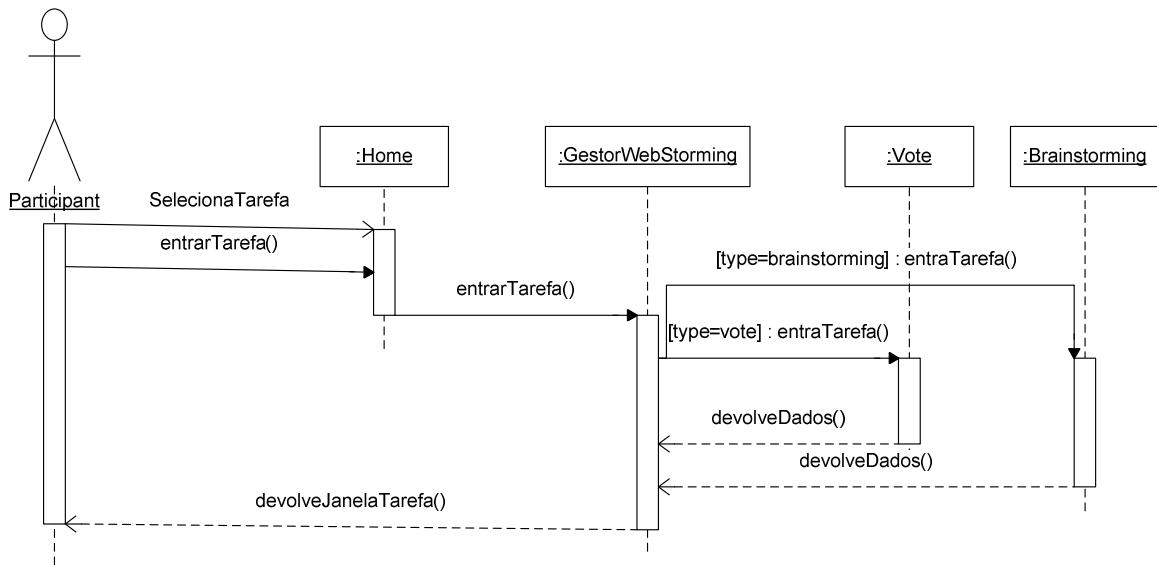 Participant
:Home
:GestorWebStorming
:Vote
:Brainstorming
SelecionaTarefa
entrarTarefa()
[type=brainstorming] : entraTarefa()
entrarTarefa()
[type=vote] : entraTarefa()
devolveDados()
devolveDados()
devolveJanelaTarefa()